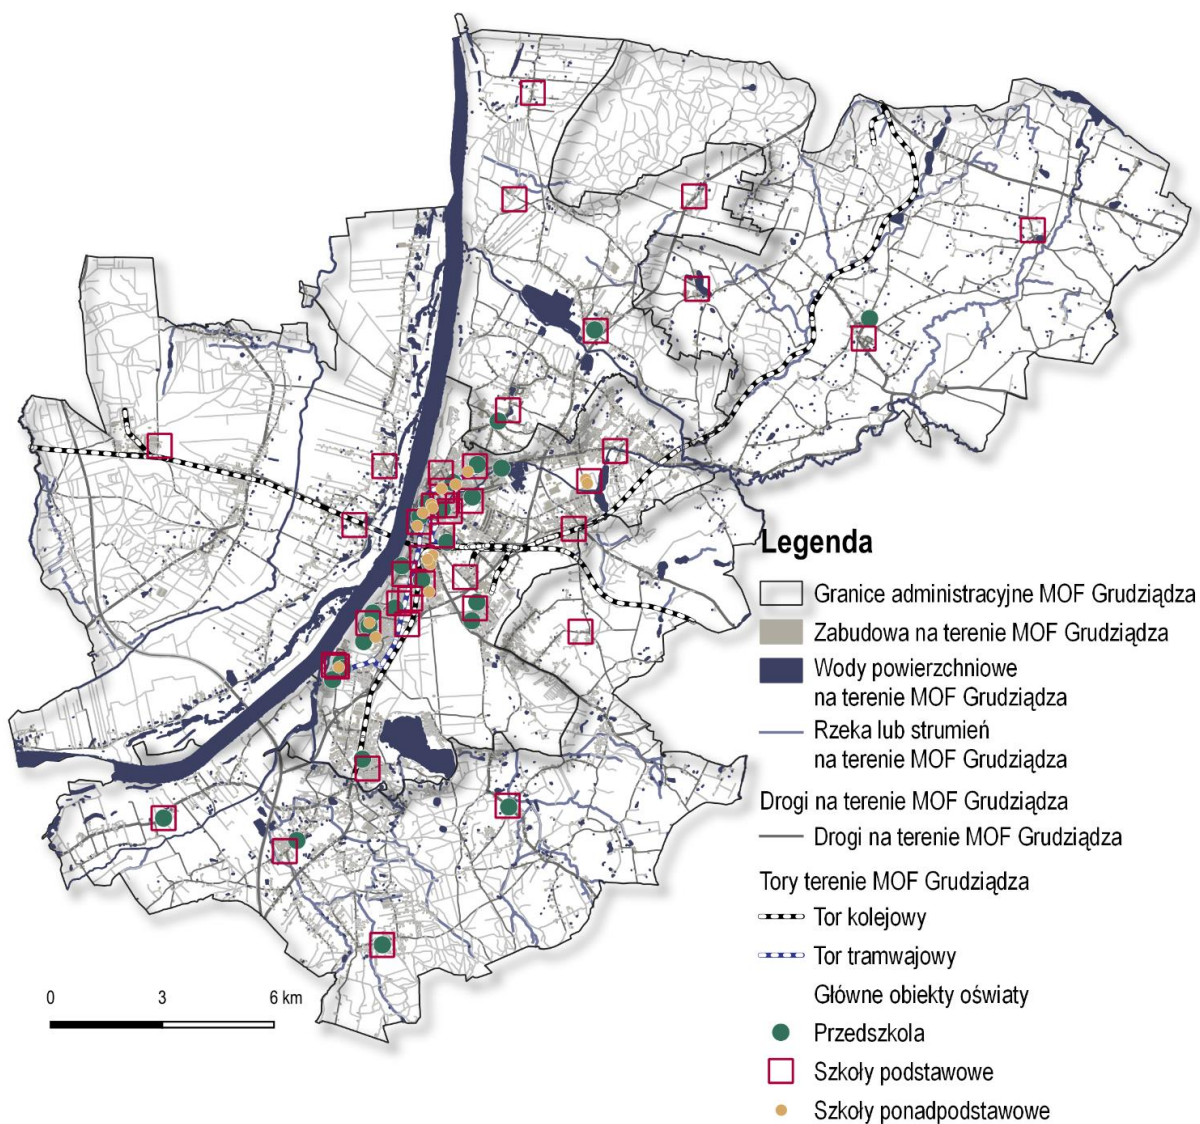 Legenda
Granice administracyjne MOF Grudziądza
Zabudowa na terenie MOF Grudziądza
Wody powierzchniowe
na terenie MOF Grudziądza
Rzeka lub strumień
na terenie MOF Grudziądza
Drogi na terenie MOF Grudziądza
Drogi na terenie MOF Grudziądza
Tory terenie MOF Grudziądza
Tor kolejowy
Tor tramwajowy
Główne obiekty oświaty
Przedszkola
Szkoły podstawowe
Szkoły ponadpodstawowe
0 3 6 km